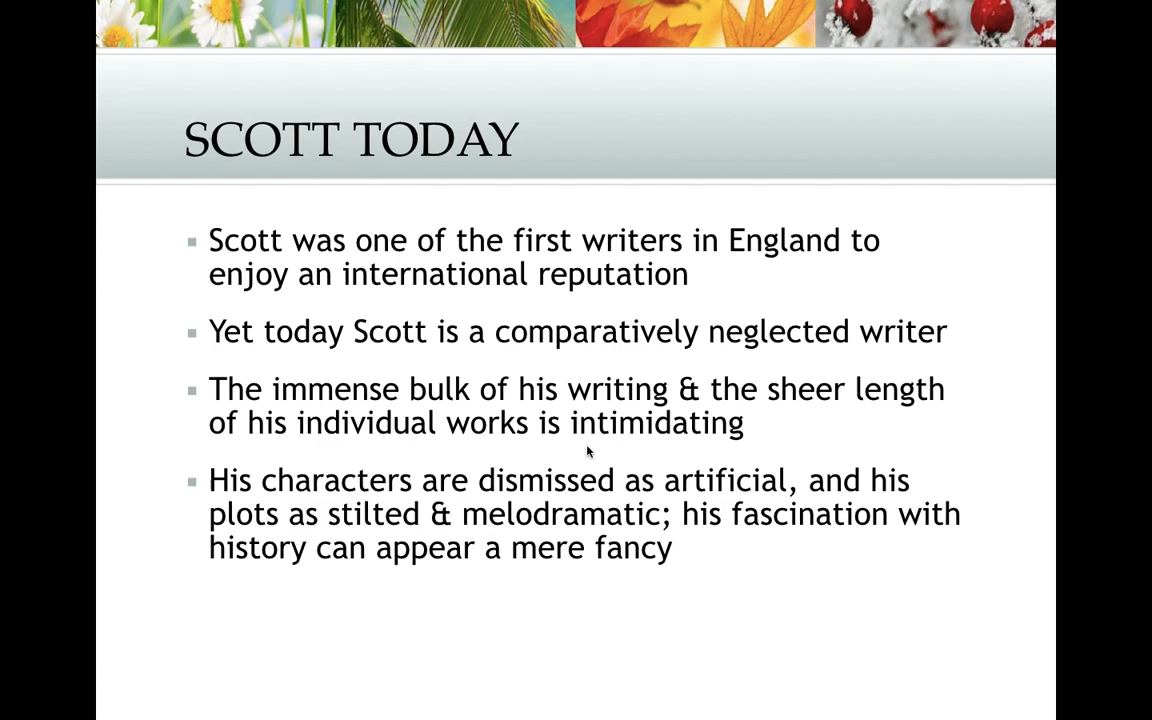 SCOTT TODAY
Scott was one of the first writers in England to
enjoy an international reputation
Yet today Scott is a comparatively neglected writer
The immense bulk of his writing & the sheer length
of his individual works is intimidating
His characters are dismissed as artificial, and his
plots as stilted & melodramatic; his fascination with
history can appear a mere fancy